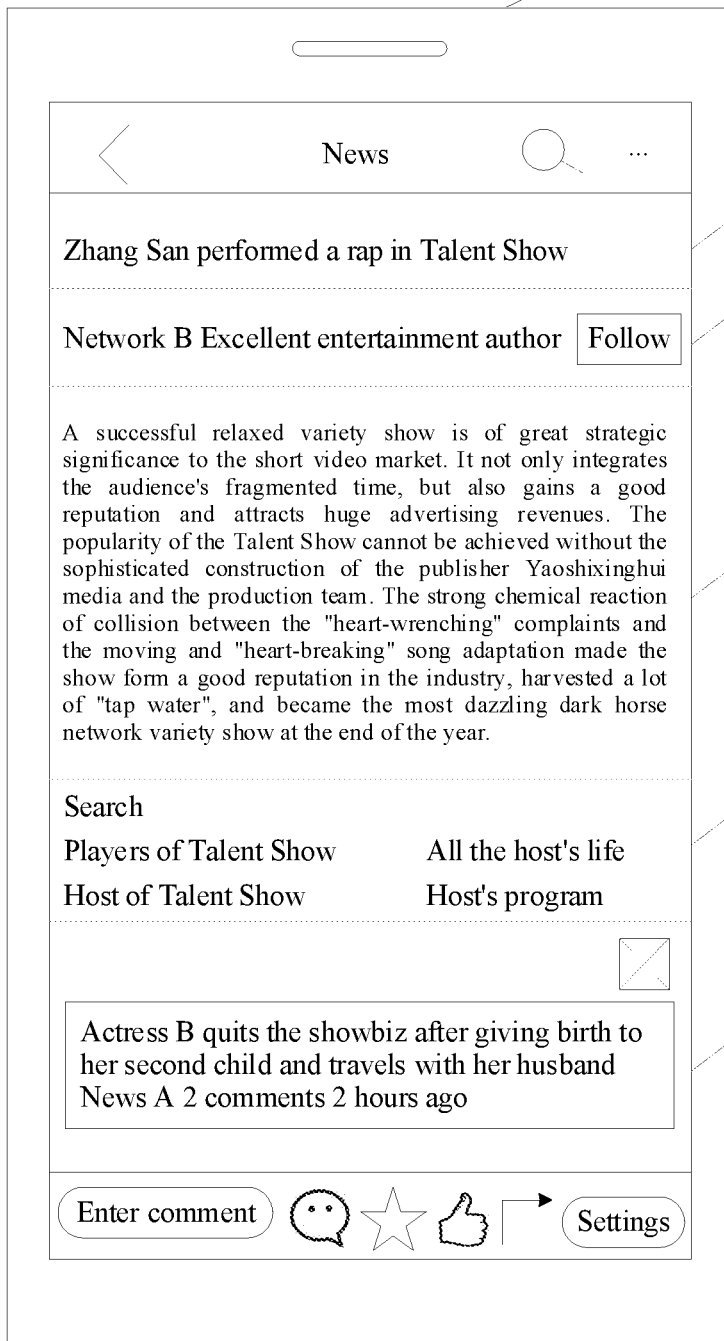 News ...
Zhang San performed a rap in Talent Show
Network B Excellent entertainment author Follow
A successful relaxed variety show is of great strategic
significance to the short video market. It not only integrates
the audience's fragmented time, but also gains a good
reputation and attracts huge advertising revenues. The
popularity of the Talent Show cannot be achieved without the
sophisticated construction of the publisher Yaoshixinghui
media and the production team. The strong chemical reaction
of collision between the "heart-wrenching" complaints and
the moving and "heart-breaking" song adaptation made the
show form a good reputation in the industry, harvested a lot
of "tap water", and became the most dazzling dark horse
network variety show at the end of the year.
Search
Players of Talent Show All the host's life
Host of Talent Show Host's program
Actress B quits the showbiz after giving birth to
her second child and travels with her husband
News A 2 comments 2 hours ago
Enter comment Settings